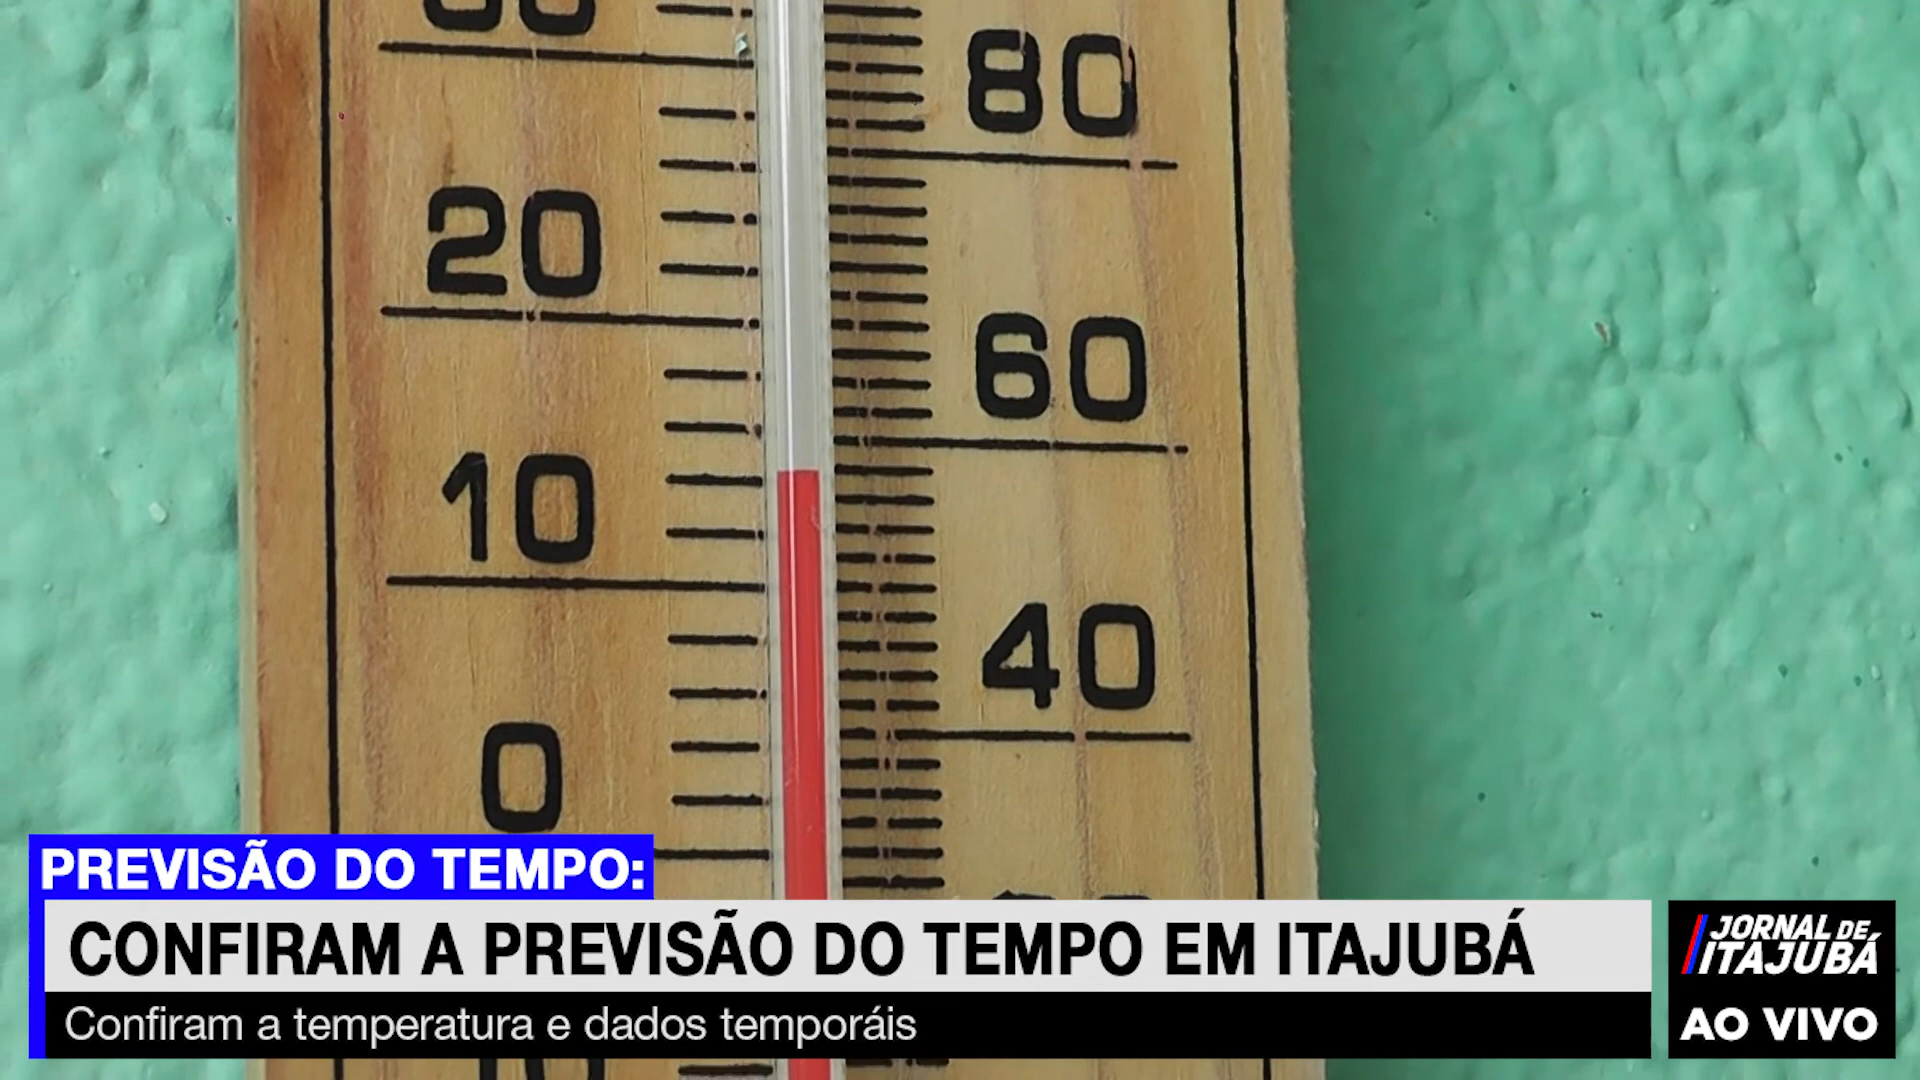 80
20
60
10
40
0
PREVISÃO DO TEMPO:
CONFIRAM A PREVISÃO DO TEMPO EM ITAJUBÁ
Confiram a temperatura e dados temporáis
JORNAL DE
ITAJUBÁ
AO VIVO